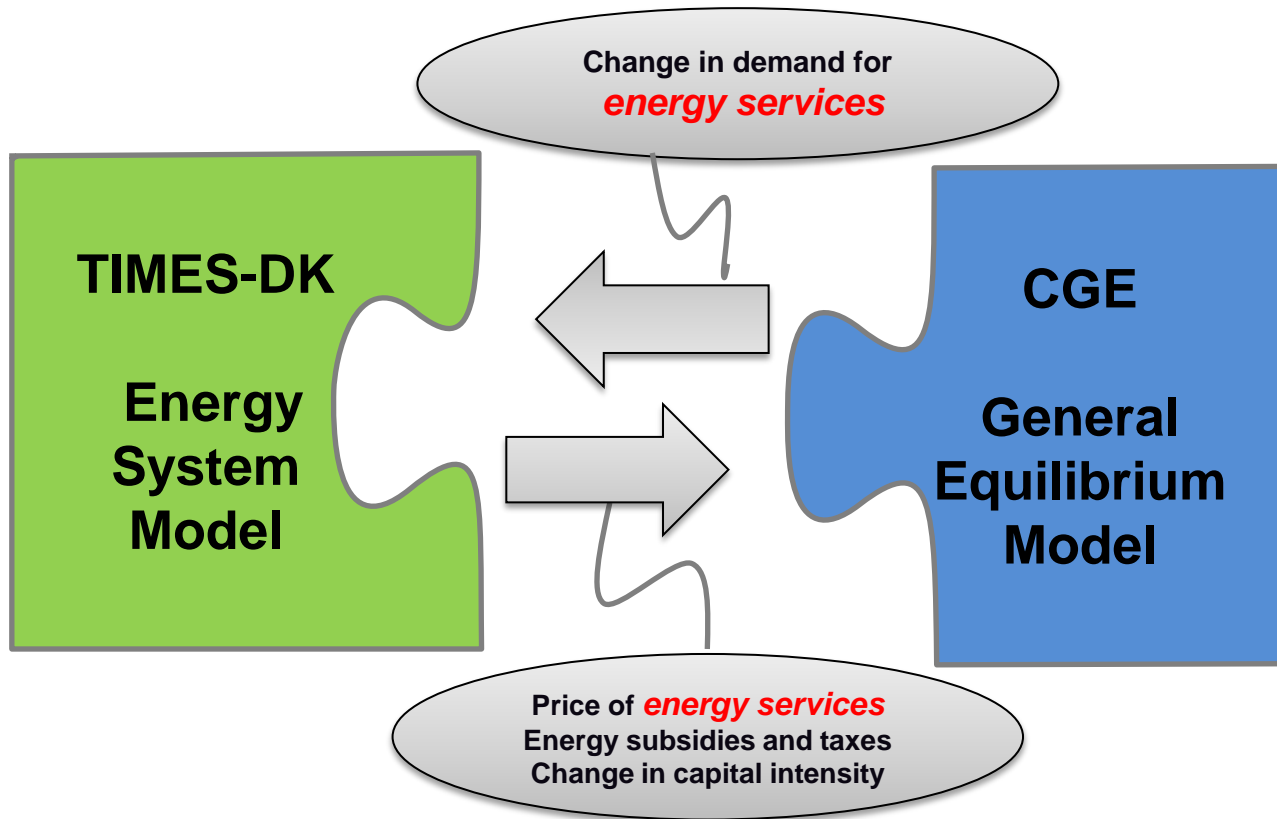 Change in demand for
energy services
TIMES-DK
Energy
System
Model
CGE
General
Equilibrium
Model
Price of energy services
Energy subsidies and taxes
Change in capital intensity